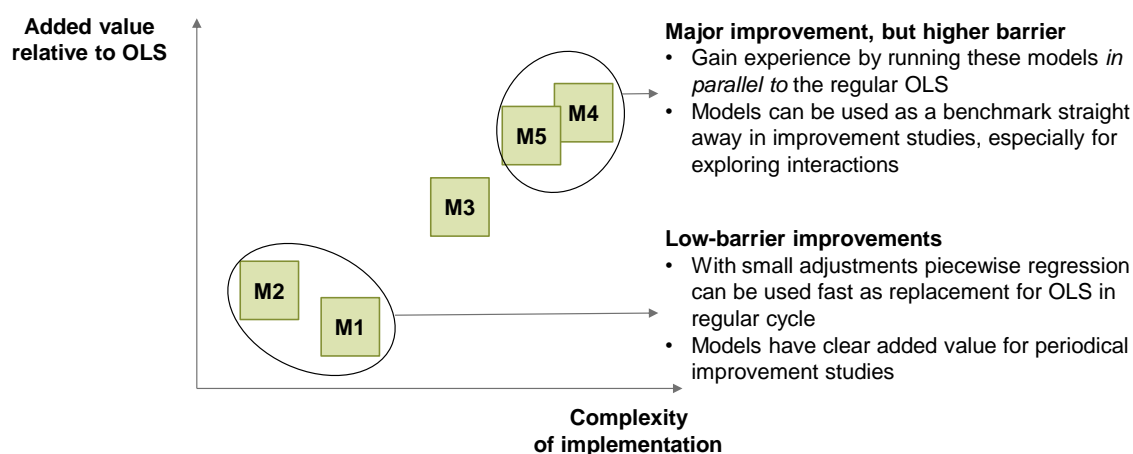 Added value
relative to OLS
Major improvement, but higher barrier
• Gain experience by running these models in
parallel to the regular OLS
• Models can be used as a benchmark straight
away in improvement studies, especially for
exploring interactions
M4
M5
M3
M2
M1
Low-barrier improvements
• With small adjustments piecewise regression
can be used fast as replacement for OLS in
regular cycle
• Models have clear added value for periodical
improvement studies
Complexity
of implementation